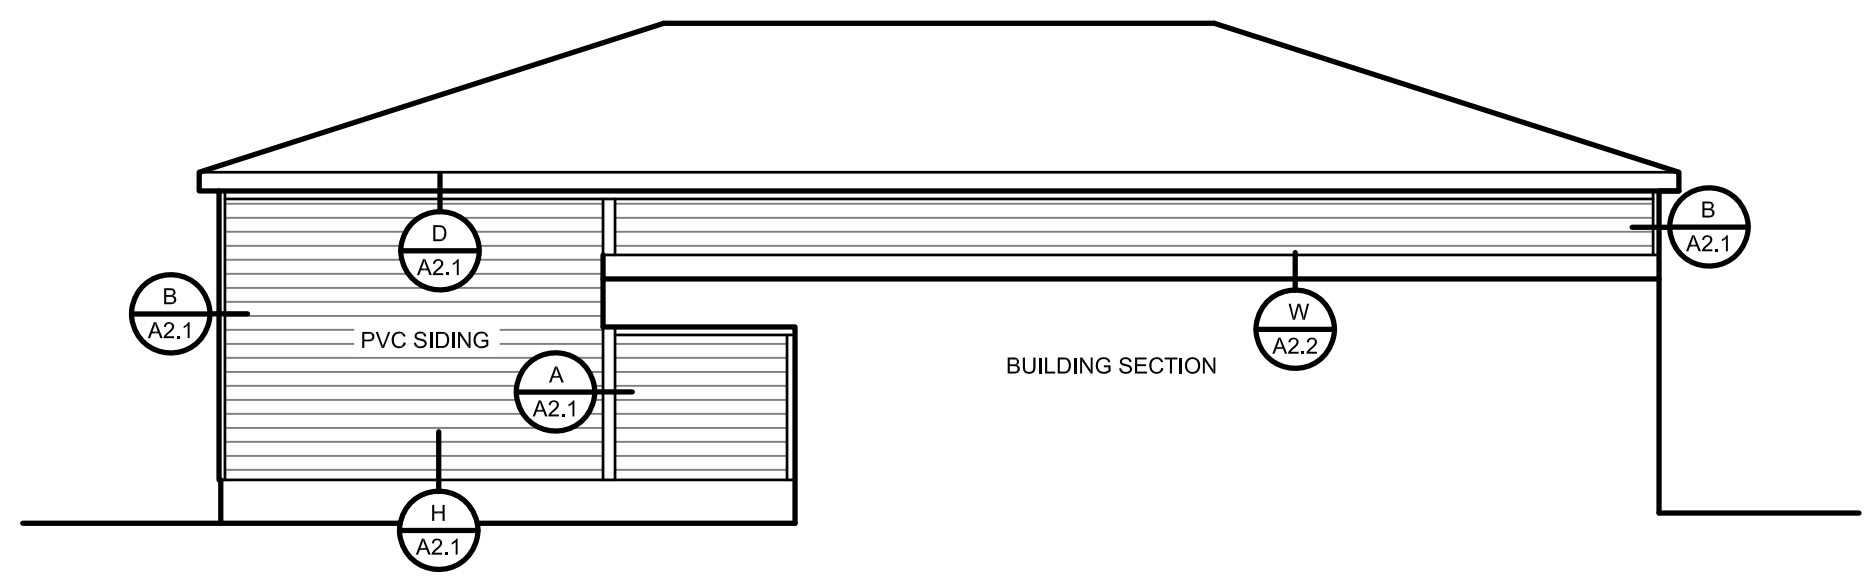 D
A2.1
B
A2.1
B
A2.1
W
A2.2
PVC SIDING
BUILDING SECTION
A
A2.1
H
A2.1